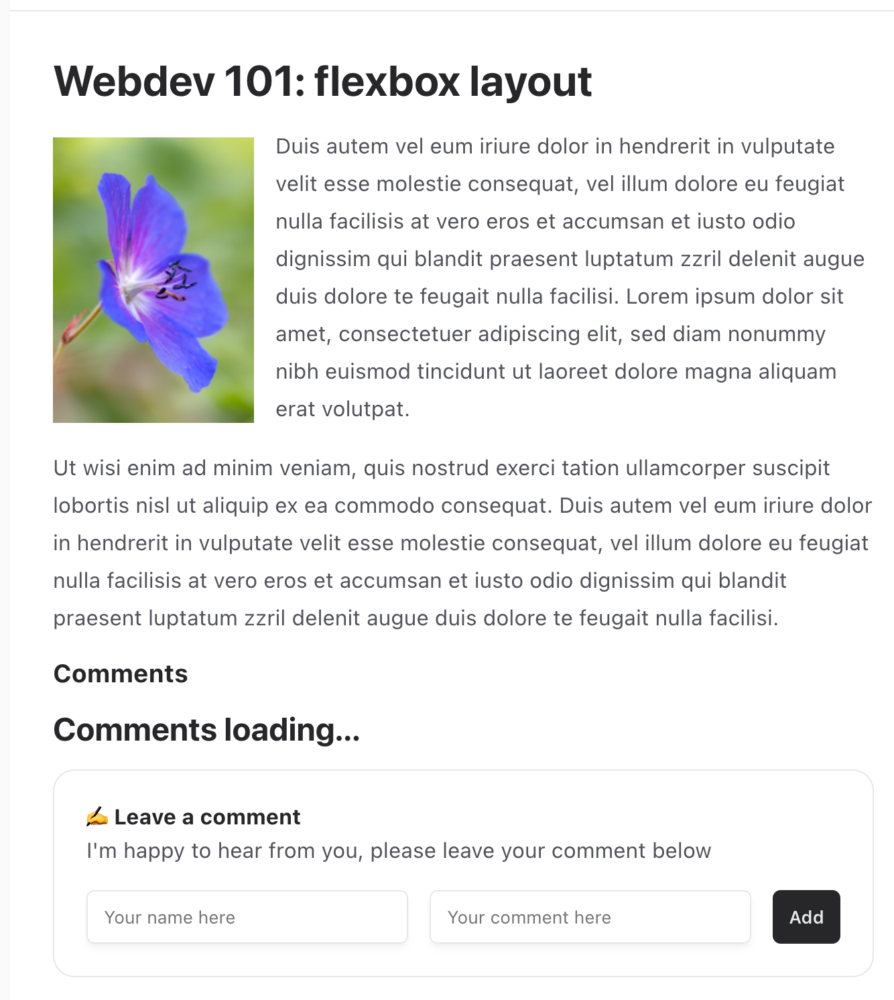 Webdev 101: flexbox layout
Duis autem vel eum iriure dolor in hendrerit in vulputate
velit esse molestie consequat, vel illum dolore eu feugiat
nulla facilisis at vero eros et accumsan et iusto odio
dignissim qui blandit praesent luptatum zzril delenit augue
duis dolore te feugait nulla facilisi. Lorem ipsum dolor sit
amet, consectetuer adipiscing elit, sed diam nonummy
nibh euismod tincidunt ut laoreet dolore magna aliquam
erat volutpat.
Ut wisi enim ad minim veniam, quis nostrud exerci tation ullamcorper suscipit
lobortis nisl ut aliquip ex ea commodo consequat. Duis autem vel eum iriure dolor
in hendrerit in vulputate velit esse molestie consequat, vel illum dolore eu feugiat
nulla facilisis at vero eros et accumsan et iusto odio dignissim qui blandit
praesent luptatum zzril delenit augue duis dolore te feugait nulla facilisi.
Comments
Comments loading...
✍️ Leave a comment
I'm happy to hear from you, please leave your comment below
Your name here
Your comment here
Add